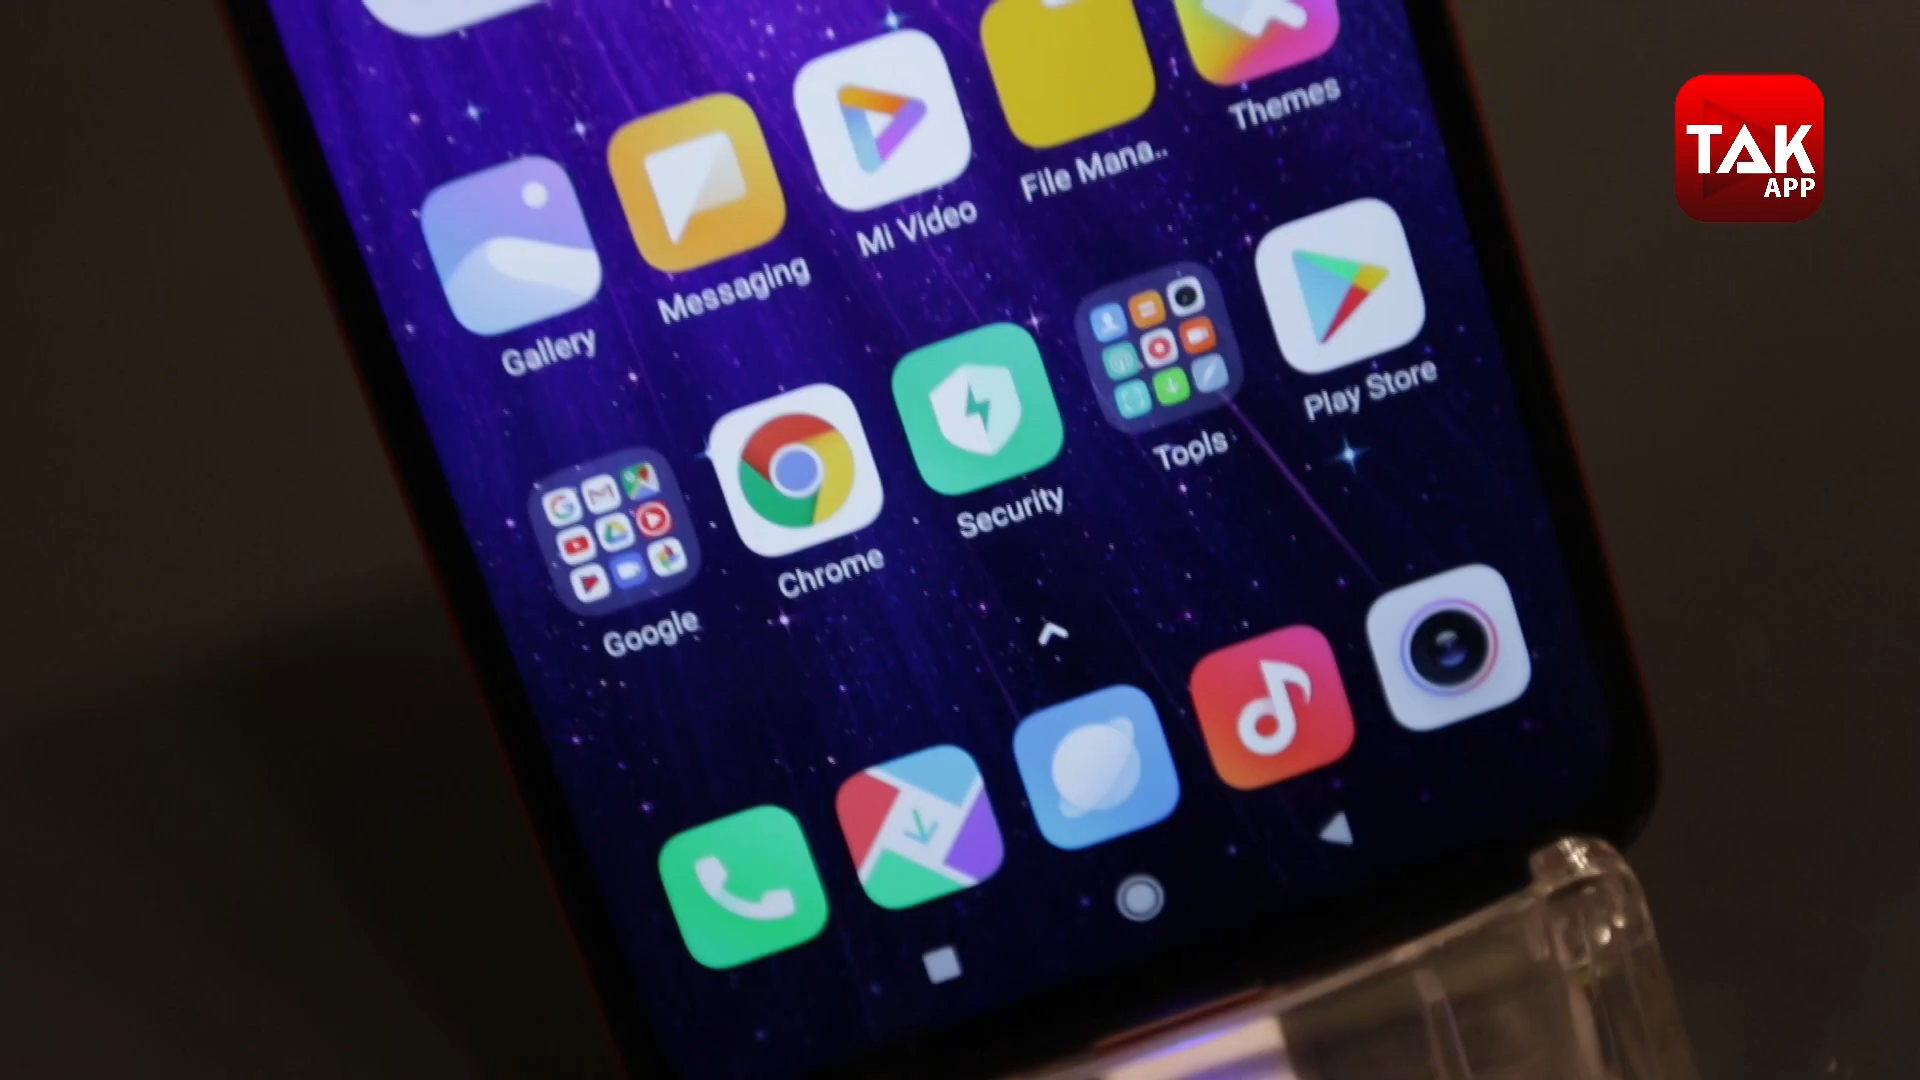 TAK
APP
Themes
File Mana..
Mi Video
Messaging
Gallery
Play Store
Tools
Security
Chrome
Google